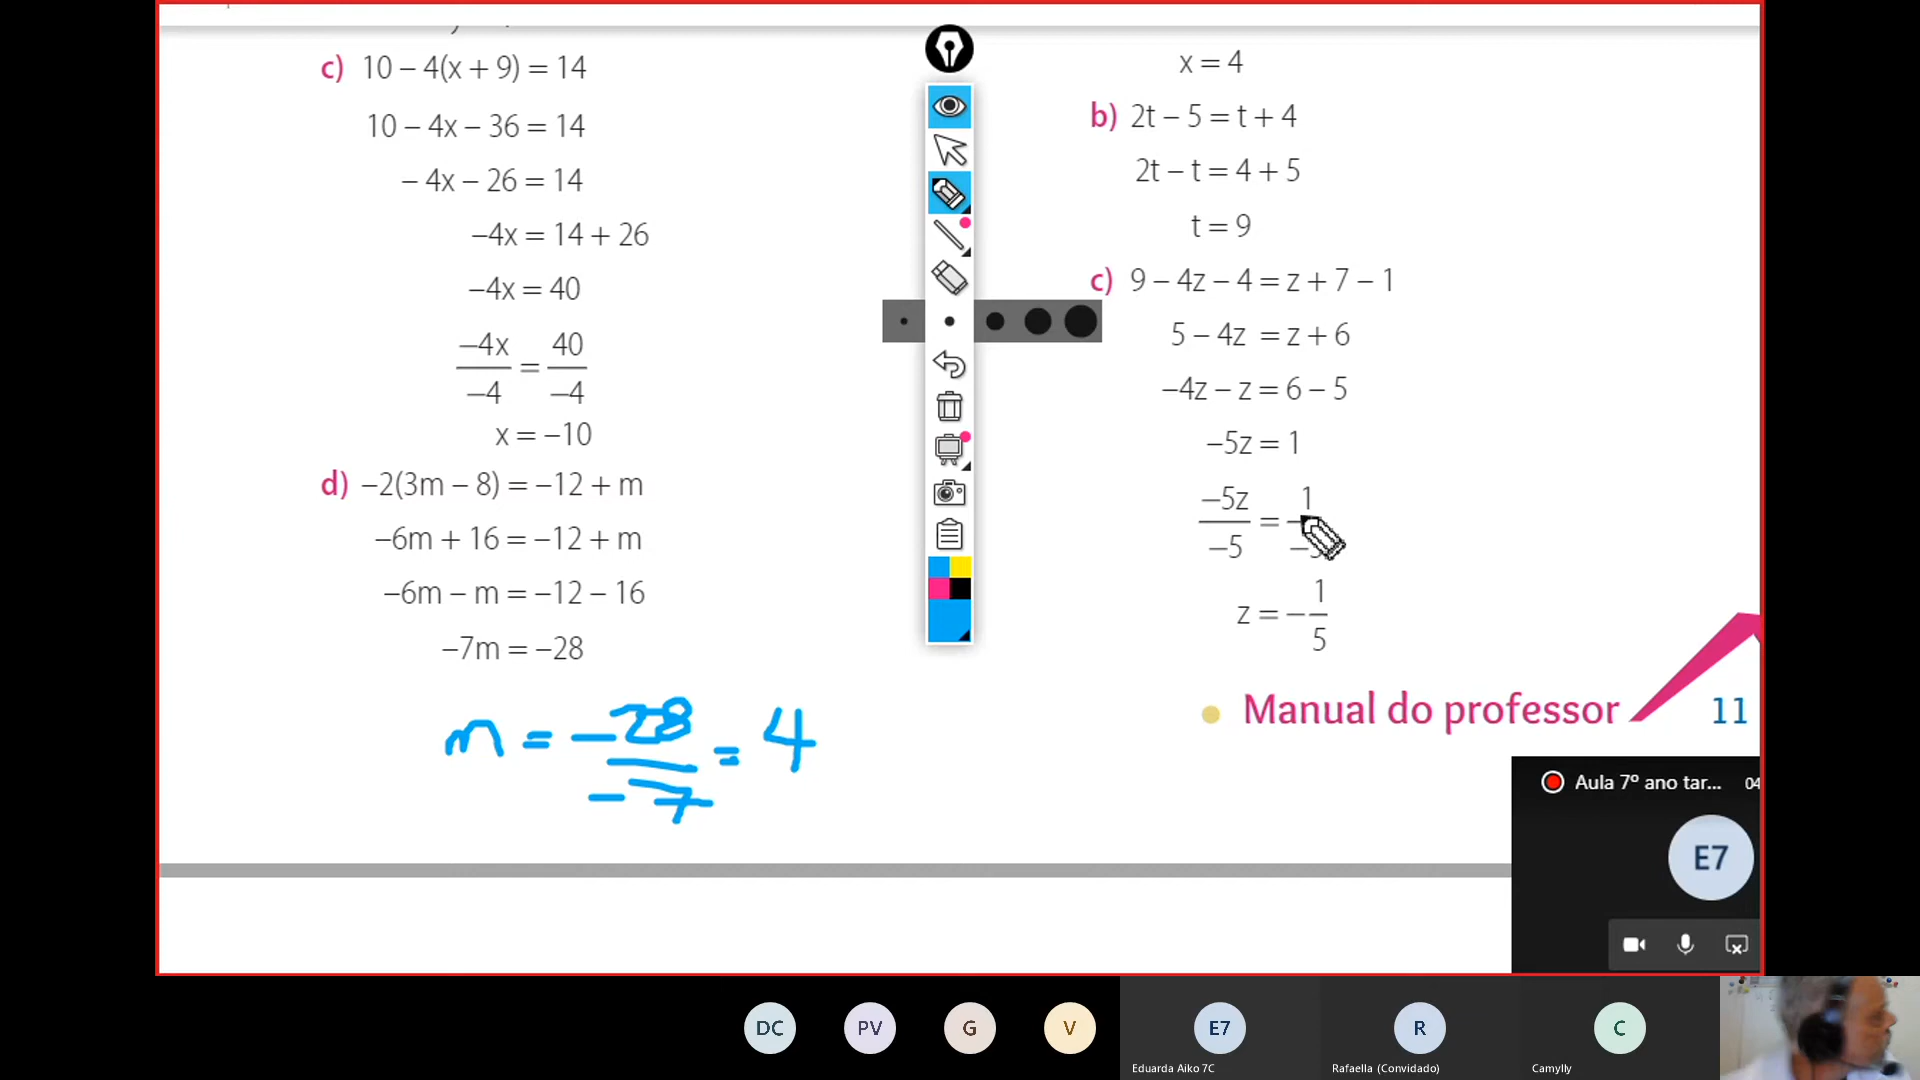 c) 10 – 4(x + 9) = 14
10 – 4x – 36 = 14
– 4x – 26 = 14
–4x = 14 + 26
–4x = 40
–4x/–4 = 40/–4
x = –10
d) –2(3m – 8) = –12 + m
–6m + 16 = –12 + m
–6m – m = –12 – 16
–7m = –28
m = –28/–7 = 4
x = 4
b) 2t – 5 = t + 4
2t – t = 4 + 5
t = 9
c) 9 – 4z – 4 = z + 7 – 1
5 – 4z = z + 6
–4z – z = 6 – 5
–5z = 1
–5z/–5 = 1/–5
z = –1/5
Manual do professor 11
Aula 7º ano tar... 04
E7
DC PV G V E7 R C
Eduarda Aiko 7C Rafaella (Convidado) Camylly